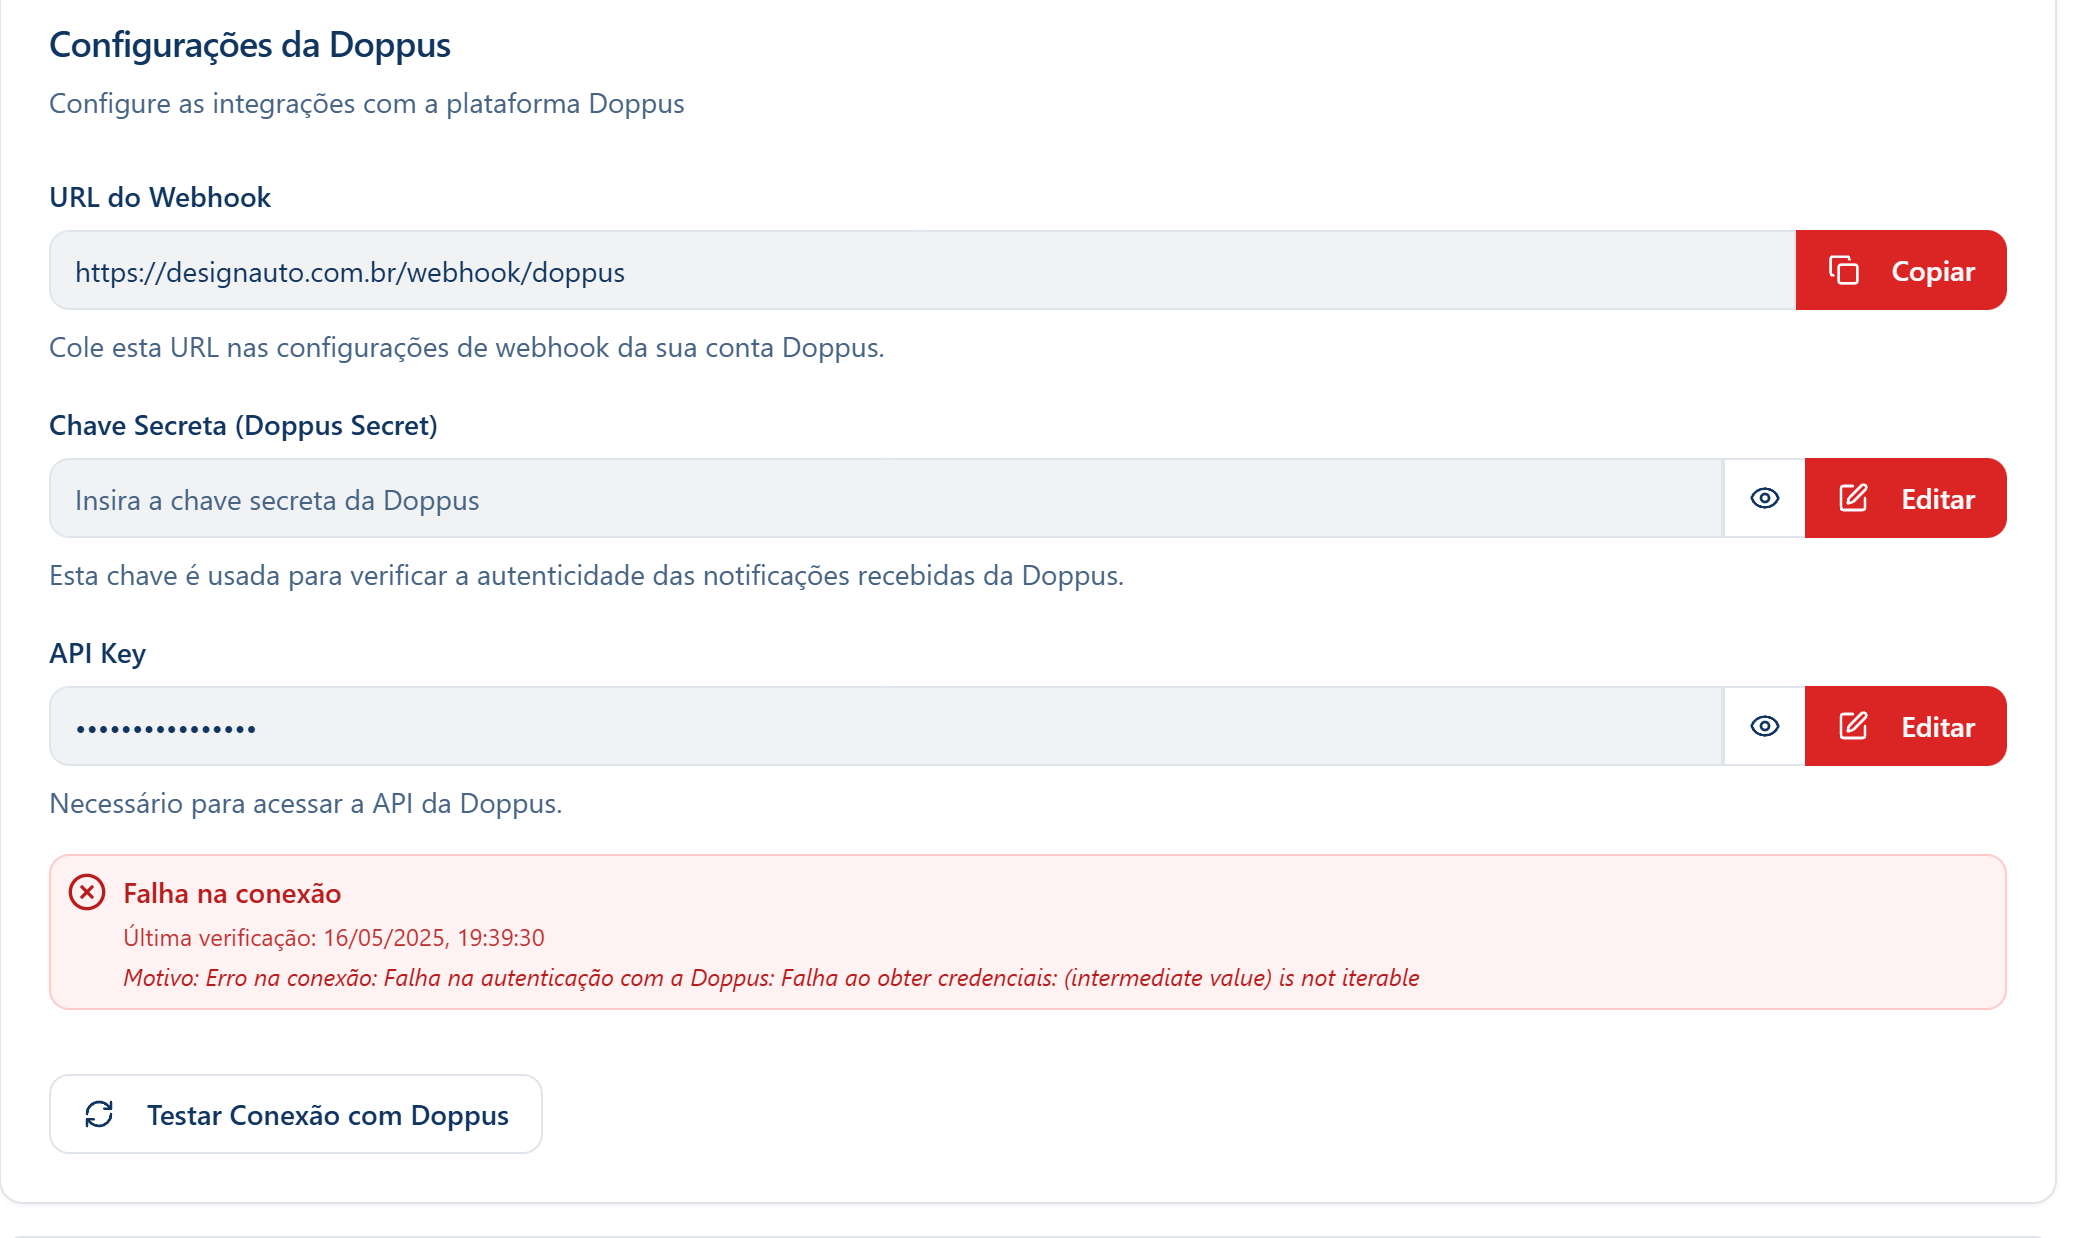 Configurações da Doppus
Configure as integrações com a plataforma Doppus
URL do Webhook
https://designauto.com.br/webhook/doppus
Copiar
Cole esta URL nas configurações de webhook da sua conta Doppus.
Chave Secreta (Doppus Secret)
Insira a chave secreta da Doppus
Editar
Esta chave é usada para verificar a autenticidade das notificações recebidas da Doppus.
API Key
••••••••••••••••
Editar
Necessário para acessar a API da Doppus.
Falha na conexão
Última verificação: 16/05/2025, 19:39:30
Motivo: Erro na conexão: Falha na autenticação com a Doppus: Falha ao obter credenciais: (intermediate value) is not iterable
Testar Conexão com Doppus